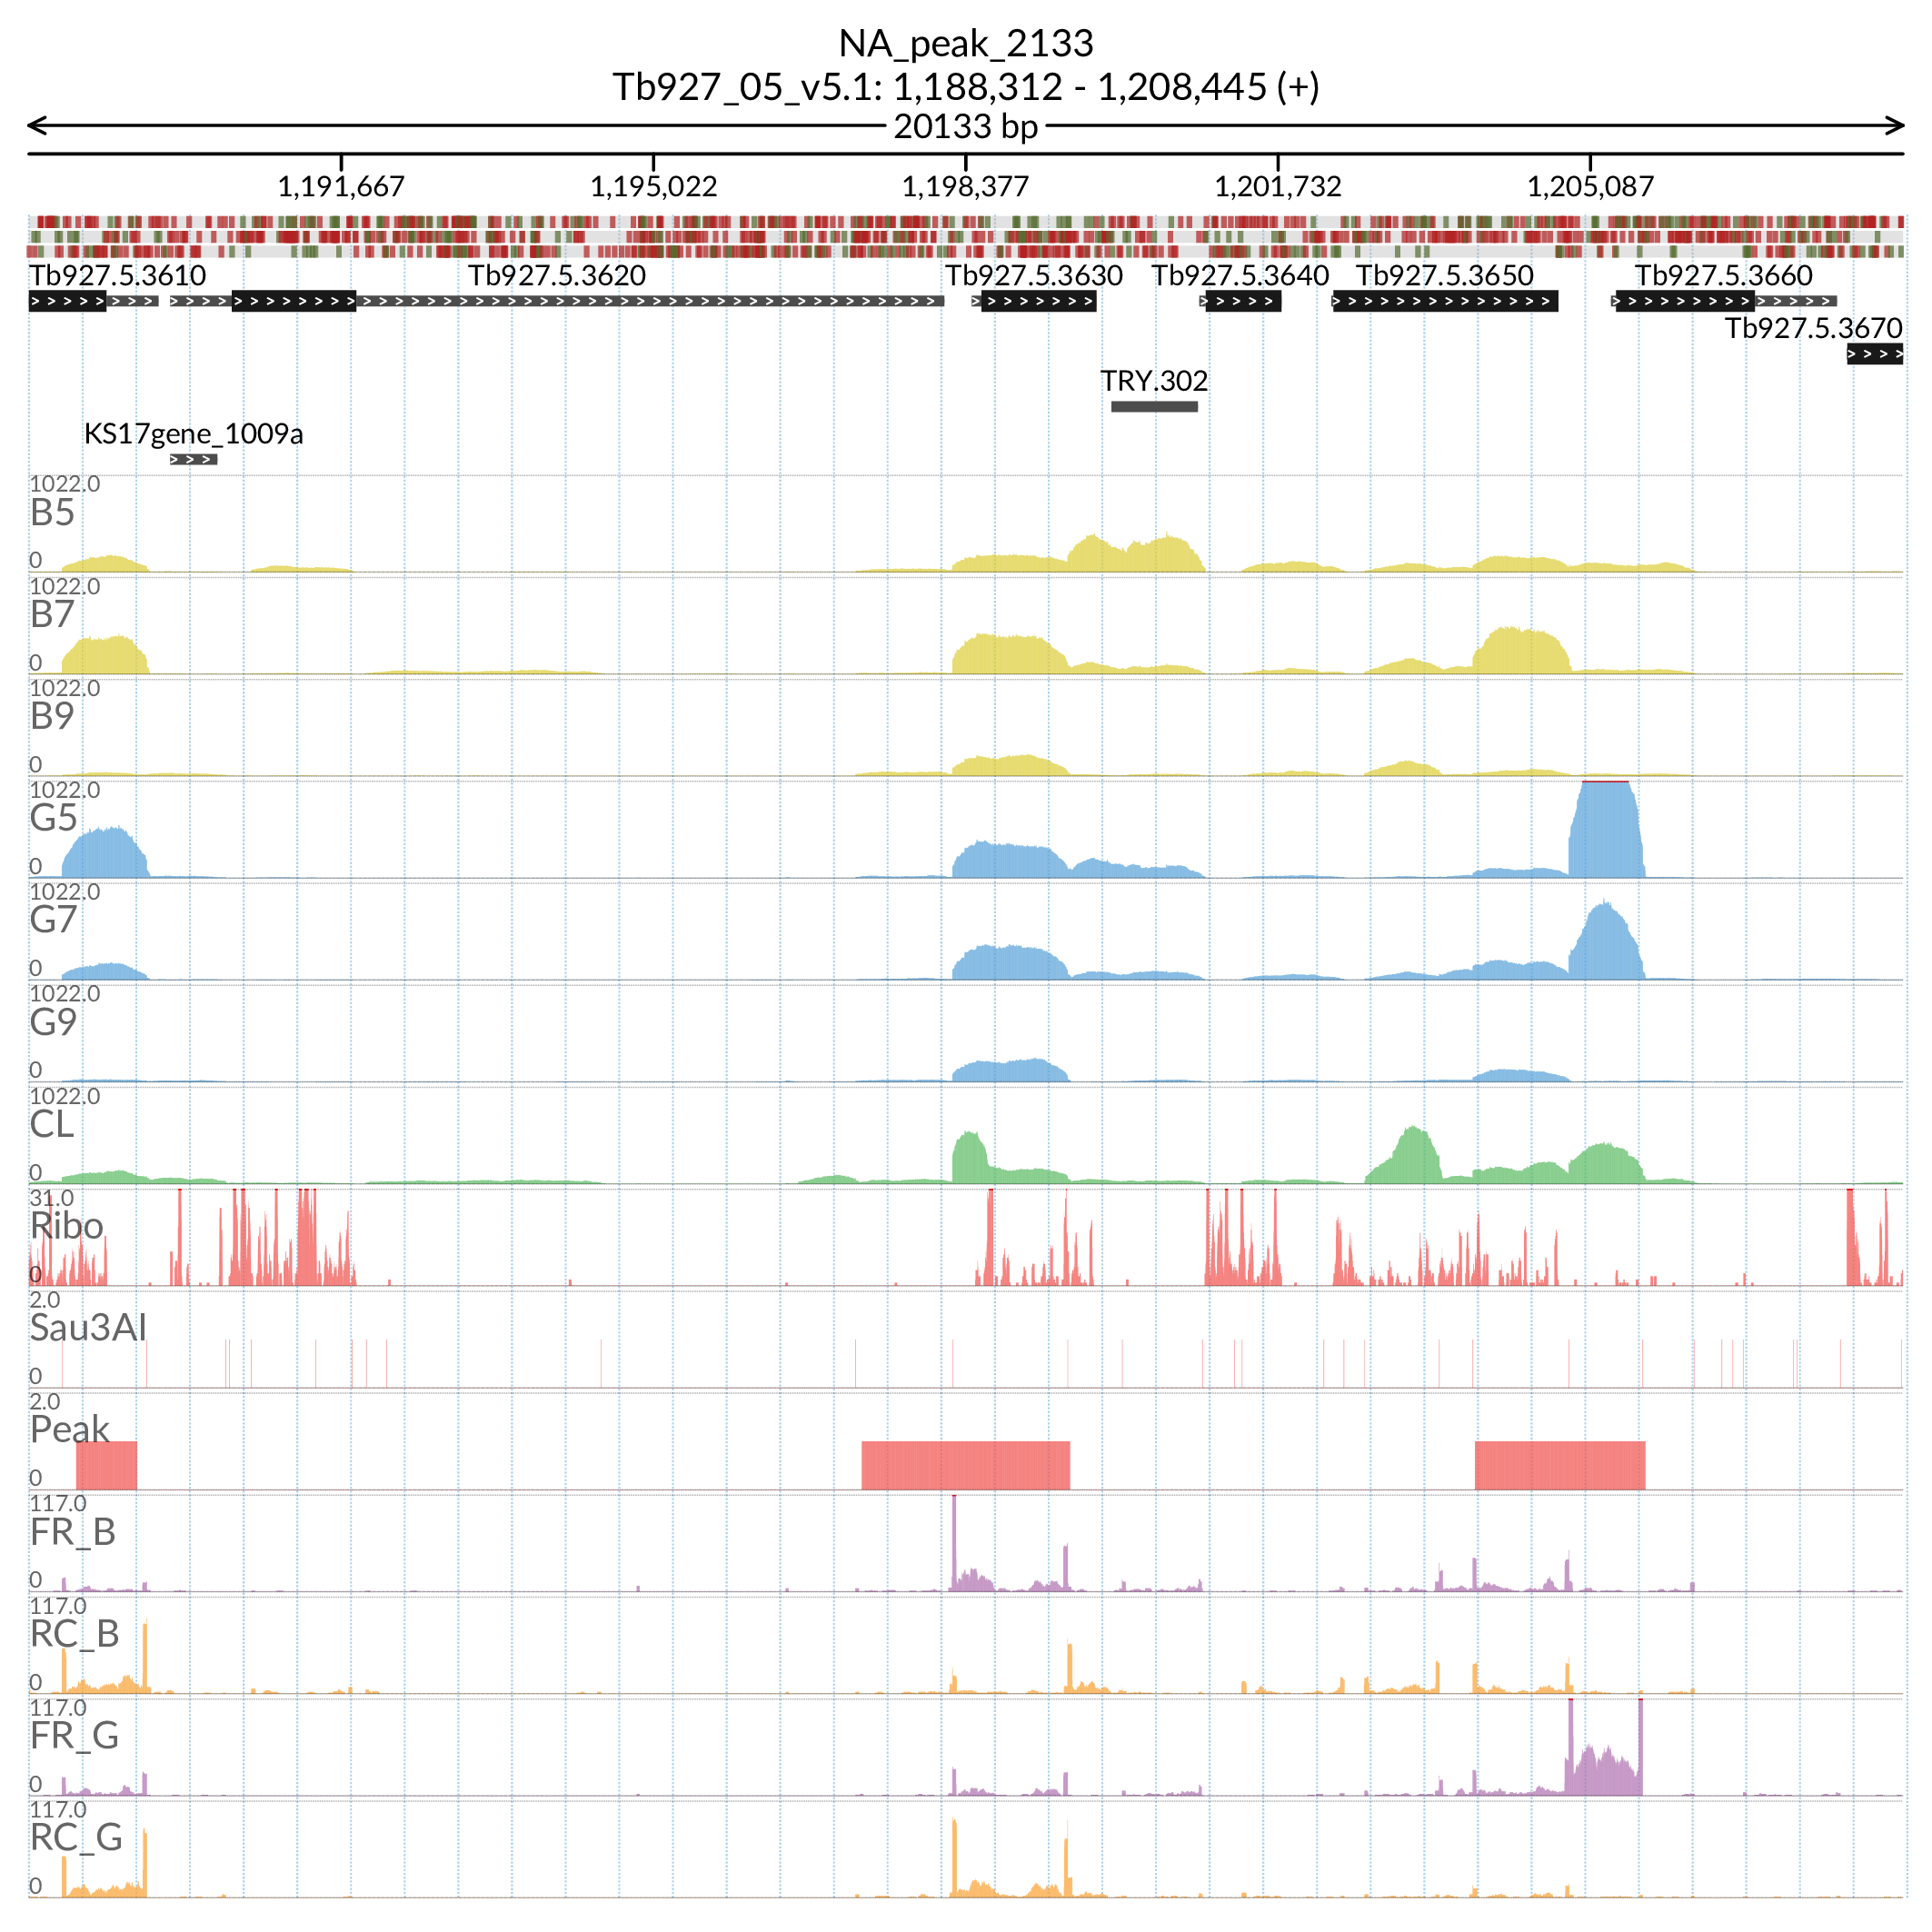 NA_peak_2133
Tb927_05_v5.1: 1,188,312 - 1,208,445 (+)
20133 bp
1,191,667 1,195,022 1,198,377 1,201,732 1,205,087
Tb927.5.3610 Tb927.5.3620 Tb927.5.3630 Tb927.5.3640 Tb927.5.3650 Tb927.5.3660
Tb927.5.3670
TRY.302
KS17gene_1009a
1022.0
B5
0
1022.0
B7
0
1022.0
B9
0
1022.0
G5
0
1022.0
G7
0
1022.0
G9
0
1022.0
CL
0
31.0
Ribo
0
2.0
Sau3AI
0
2.0
Peak
0
117.0
FR_B
0
117.0
RC_B
0
117.0
FR_G
0
117.0
RC_G
0